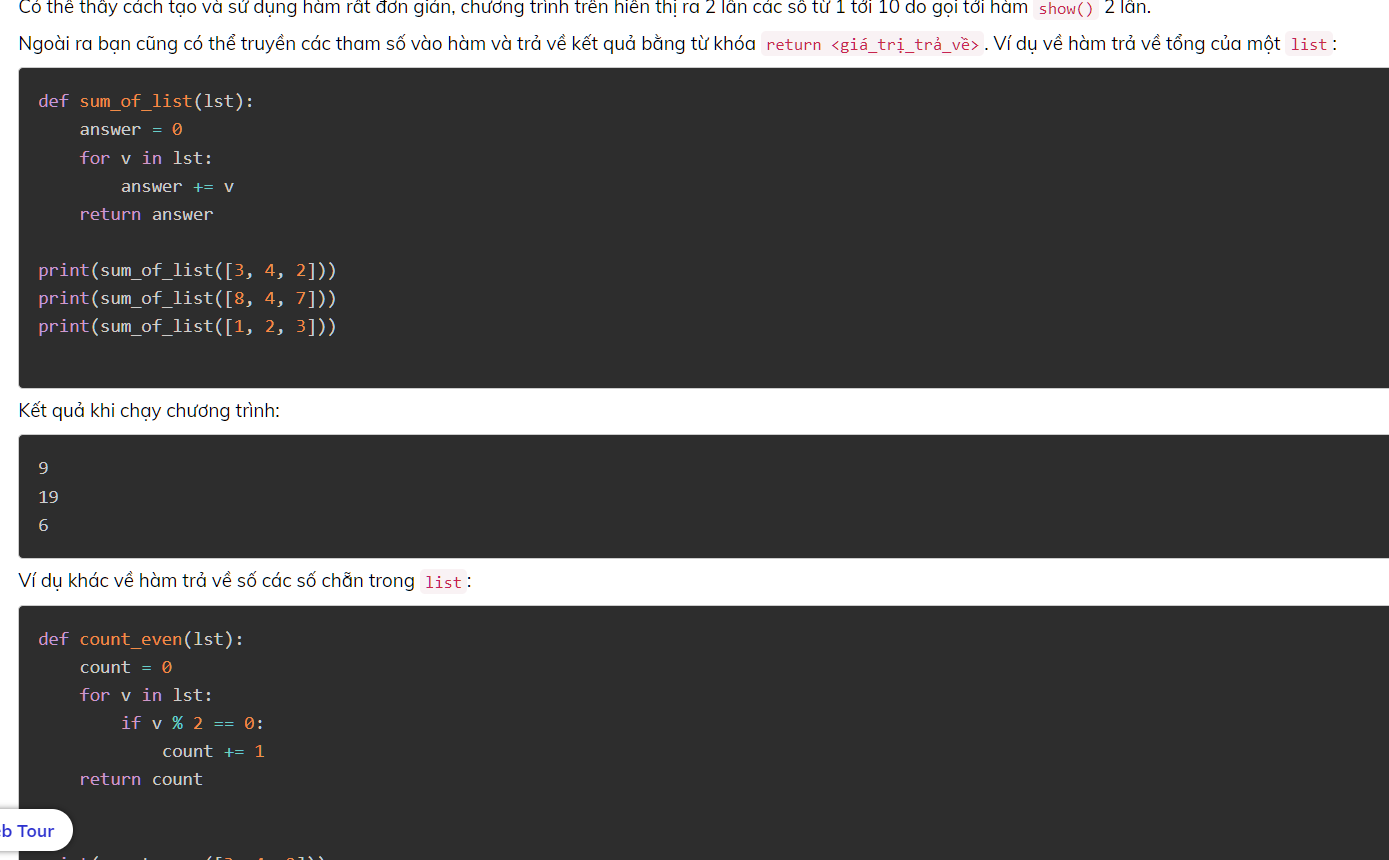 Có thể thấy cách tạo và sử dụng hàm rất đơn giản, chương trình trên hiển thị ra 2 lần các số từ 1 tới 10 do gọi tới hàm show() 2 lần.
Ngoài ra bạn cũng có thể truyền các tham số vào hàm và trả về kết quả bằng từ khóa return <giá_trị_trả_về>. Ví dụ về hàm trả về tổng của một list:
def sum_of_list(lst):
    answer = 0
    for v in lst:
        answer += v
    return answer
print(sum_of_list([3, 4, 2]))
print(sum_of_list([8, 4, 7]))
print(sum_of_list([1, 2, 3]))
Kết quả khi chạy chương trình:
9
19
6
Ví dụ khác về hàm trả về số các số chẵn trong list:
def count_even(lst):
    count = 0
    for v in lst:
        if v % 2 == 0:
            count += 1
    return count
b Tour